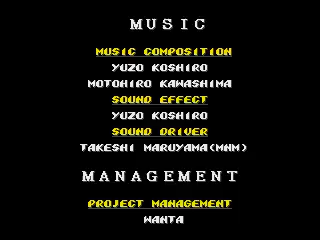 MUSIC
MUSIC COMPOSITION
YUZO KOSHIRO
MOTOHIRO KAWASHIMA
SOUND EFFECT
YUZO KOSHIRO
SOUND DRIVER
TAKESHI MARUYAMA(MNM)
MANAGEMENT
PROJECT MANAGEMENT
WANTA